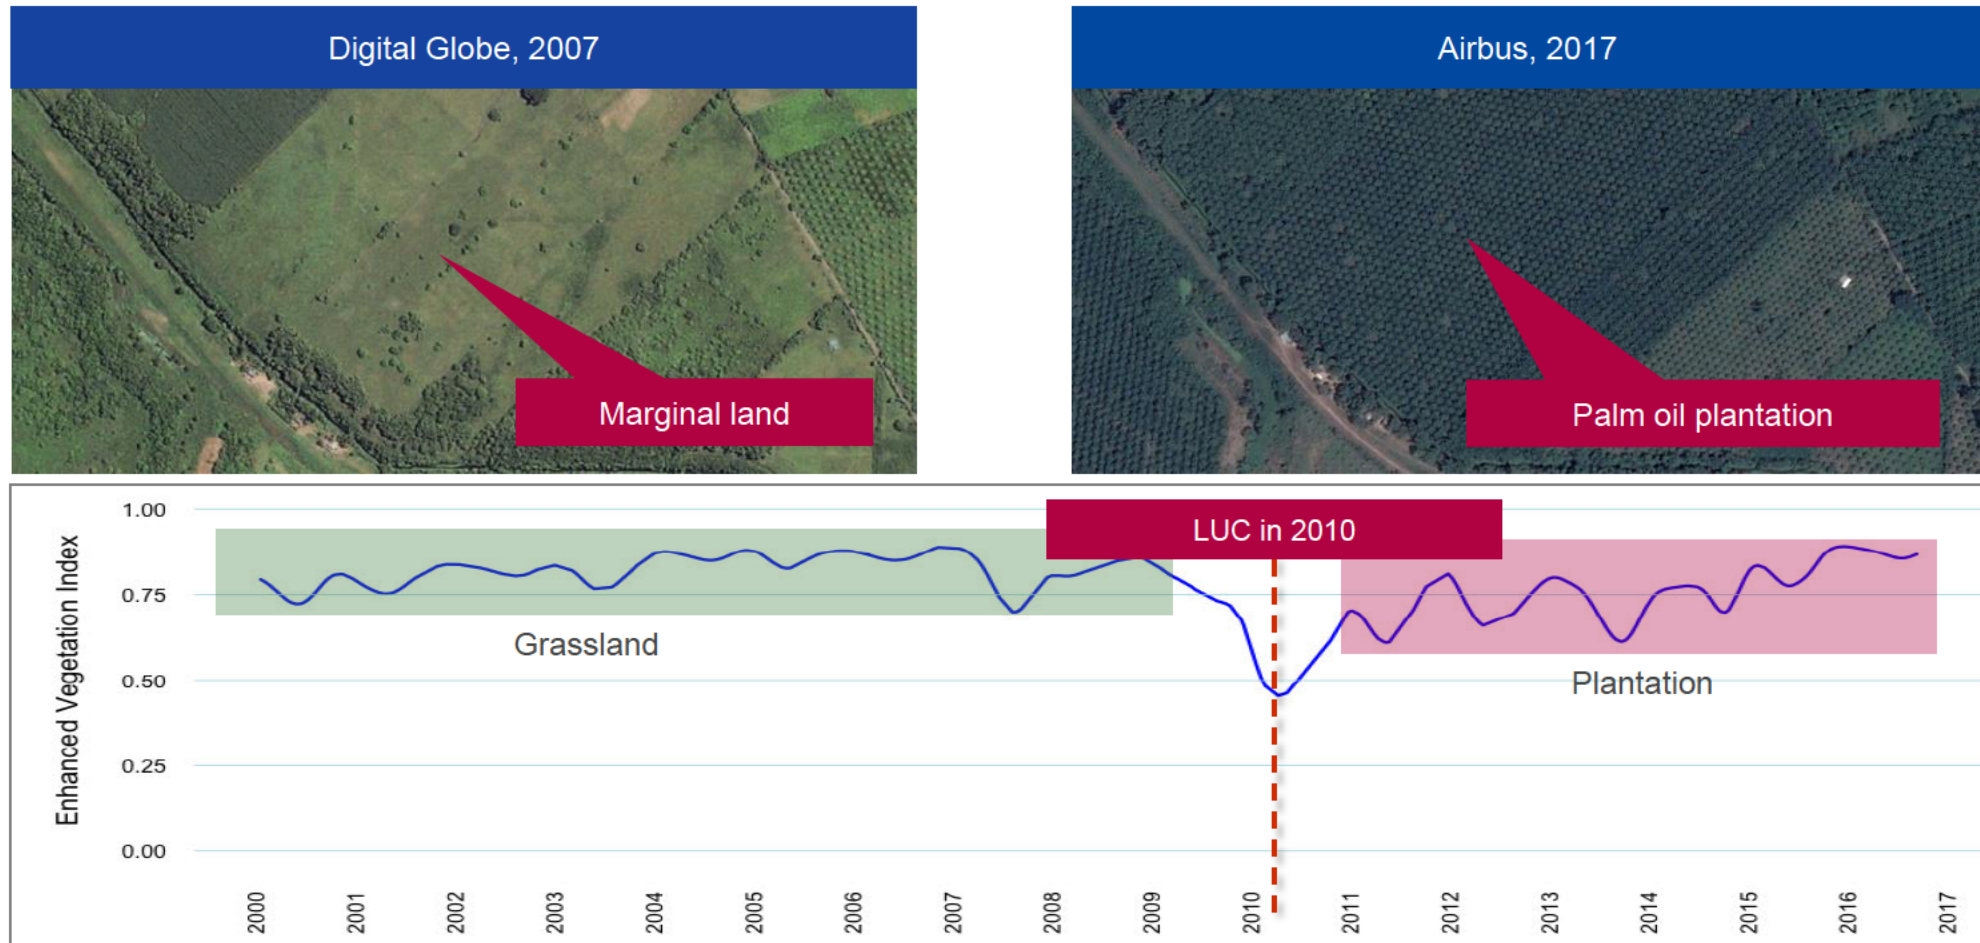 Digital Globe, 2007
Airbus, 2017
Marginal land
Palm oil plantation
LUC in 2010
Enhanced Vegetation Index
1.00
0.75
0.50
0.25
0.00
Grassland
Plantation
2000 2001 2002 2003 2004 2005 2006 2007 2008 2009 2010 2011 2012 2013 2014 2015 2016 2017